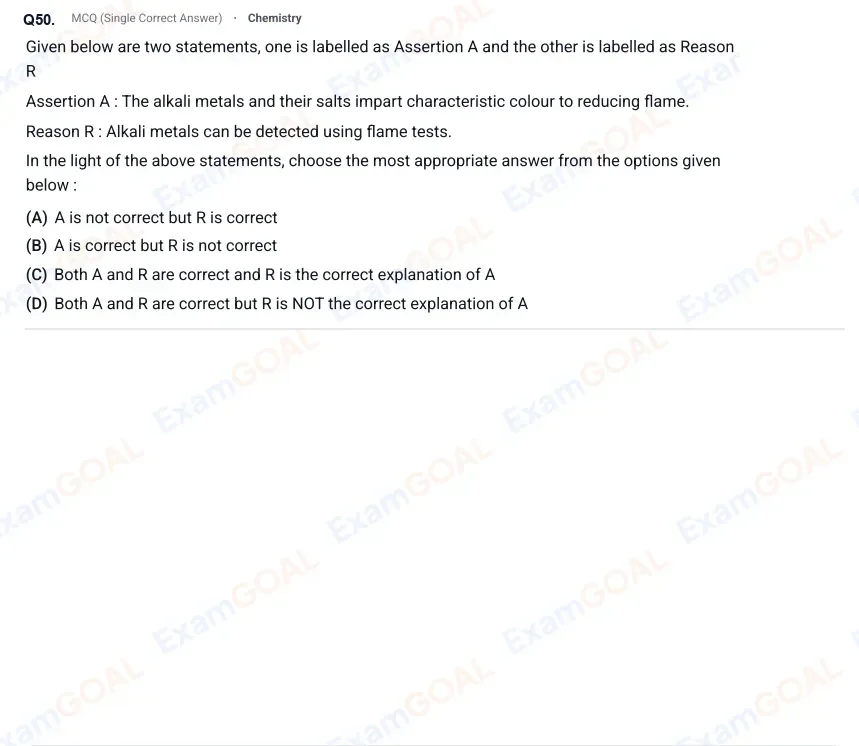 Q50. MCQ (Single Correct Answer) · Chemistry
Given below are two statements, one is labelled as Assertion A and the other is labelled as Reason
R
Assertion A : The alkali metals and their salts impart characteristic colour to reducing flame.
Reason R : Alkali metals can be detected using flame tests.
In the light of the above statements, choose the most appropriate answer from the options given
below :
(A) A is not correct but R is correct
(B) A is correct but R is not correct
(C) Both A and R are correct and R is the correct explanation of A
(D) Both A and R are correct but R is NOT the correct explanation of A
ExamGOAL